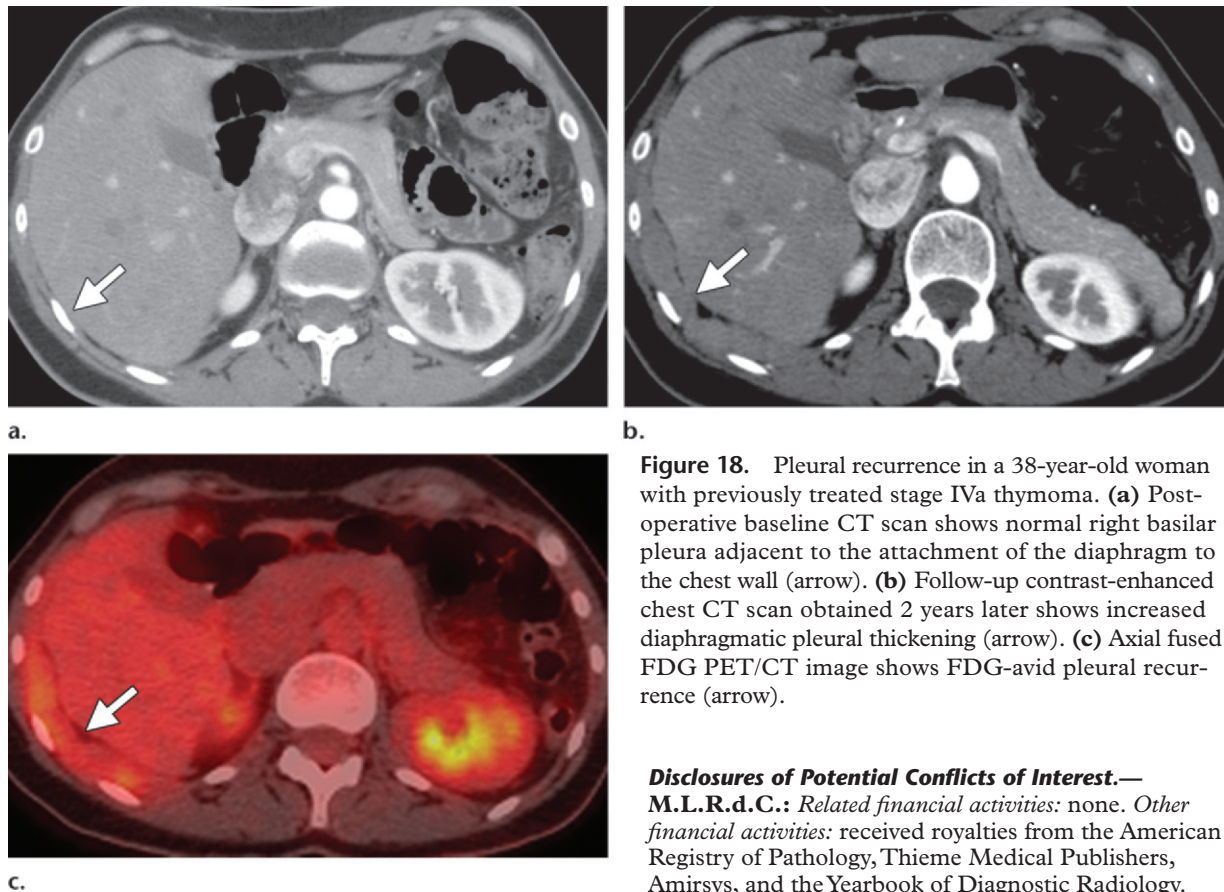 a.
b.
Figure 18. Pleural recurrence in a 38-year-old woman
with previously treated stage IVa thymoma. (a) Post-
operative baseline CT scan shows normal right basilar
pleura adjacent to the attachment of the diaphragm to
the chest wall (arrow). (b) Follow-up contrast-enhanced
chest CT scan obtained 2 years later shows increased
diaphragmatic pleural thickening (arrow). (c) Axial fused
FDG PET/CT image shows FDG-avid pleural recur-
rence (arrow).
Disclosures of Potential Conflicts of Interest.—
M.L.R.d.C.: Related financial activities: none. Other
financial activities: received royalties from the American
Registry of Pathology, Thieme Medical Publishers,
Amirsys, and the Yearbook of Diagnostic Radiology.
c.